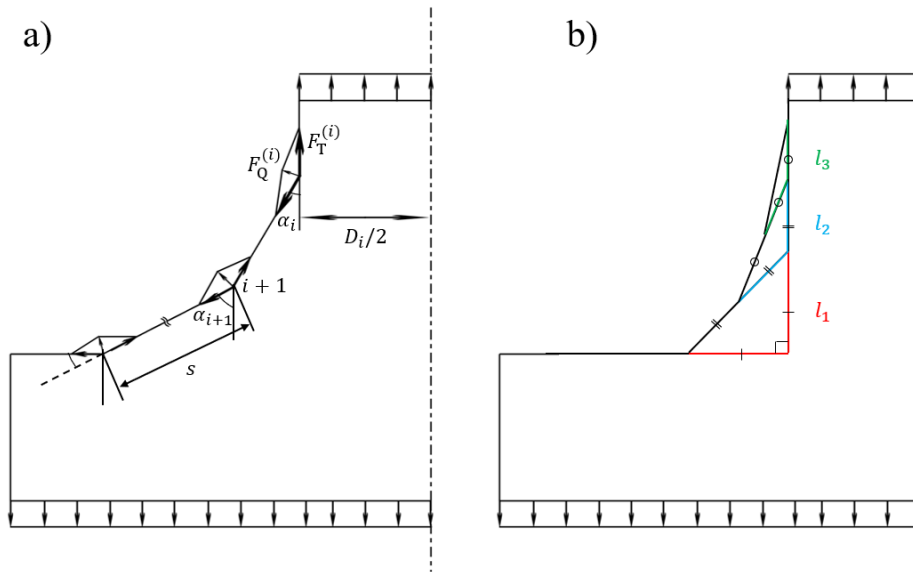 a)
b)
F_T^(i)
F_Q^(i)
α_i
D_i/2
i + 1
α_{i+1}
s
l_3
l_2
l_1